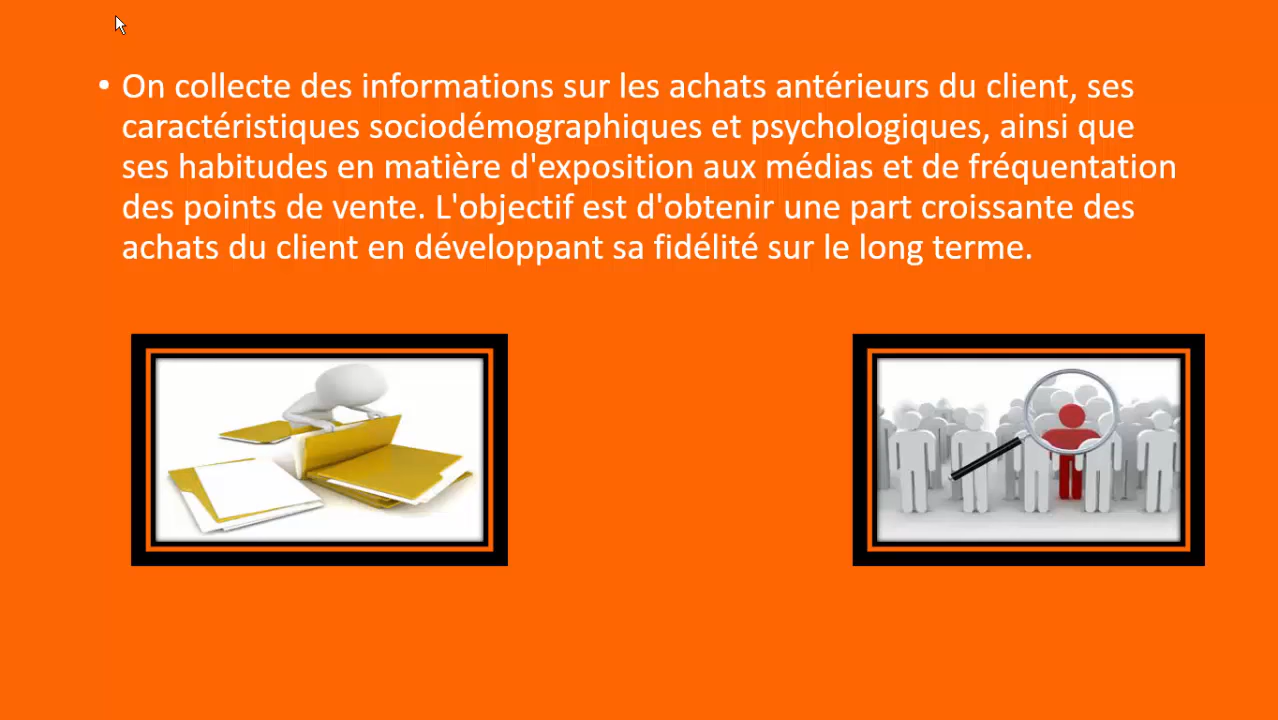 • On collecte des informations sur les achats antérieurs du client, ses
caractéristiques sociodémographiques et psychologiques, ainsi que
ses habitudes en matière d'exposition aux médias et de fréquentation
des points de vente. L'objectif est d'obtenir une part croissante des
achats du client en développant sa fidélité sur le long terme.